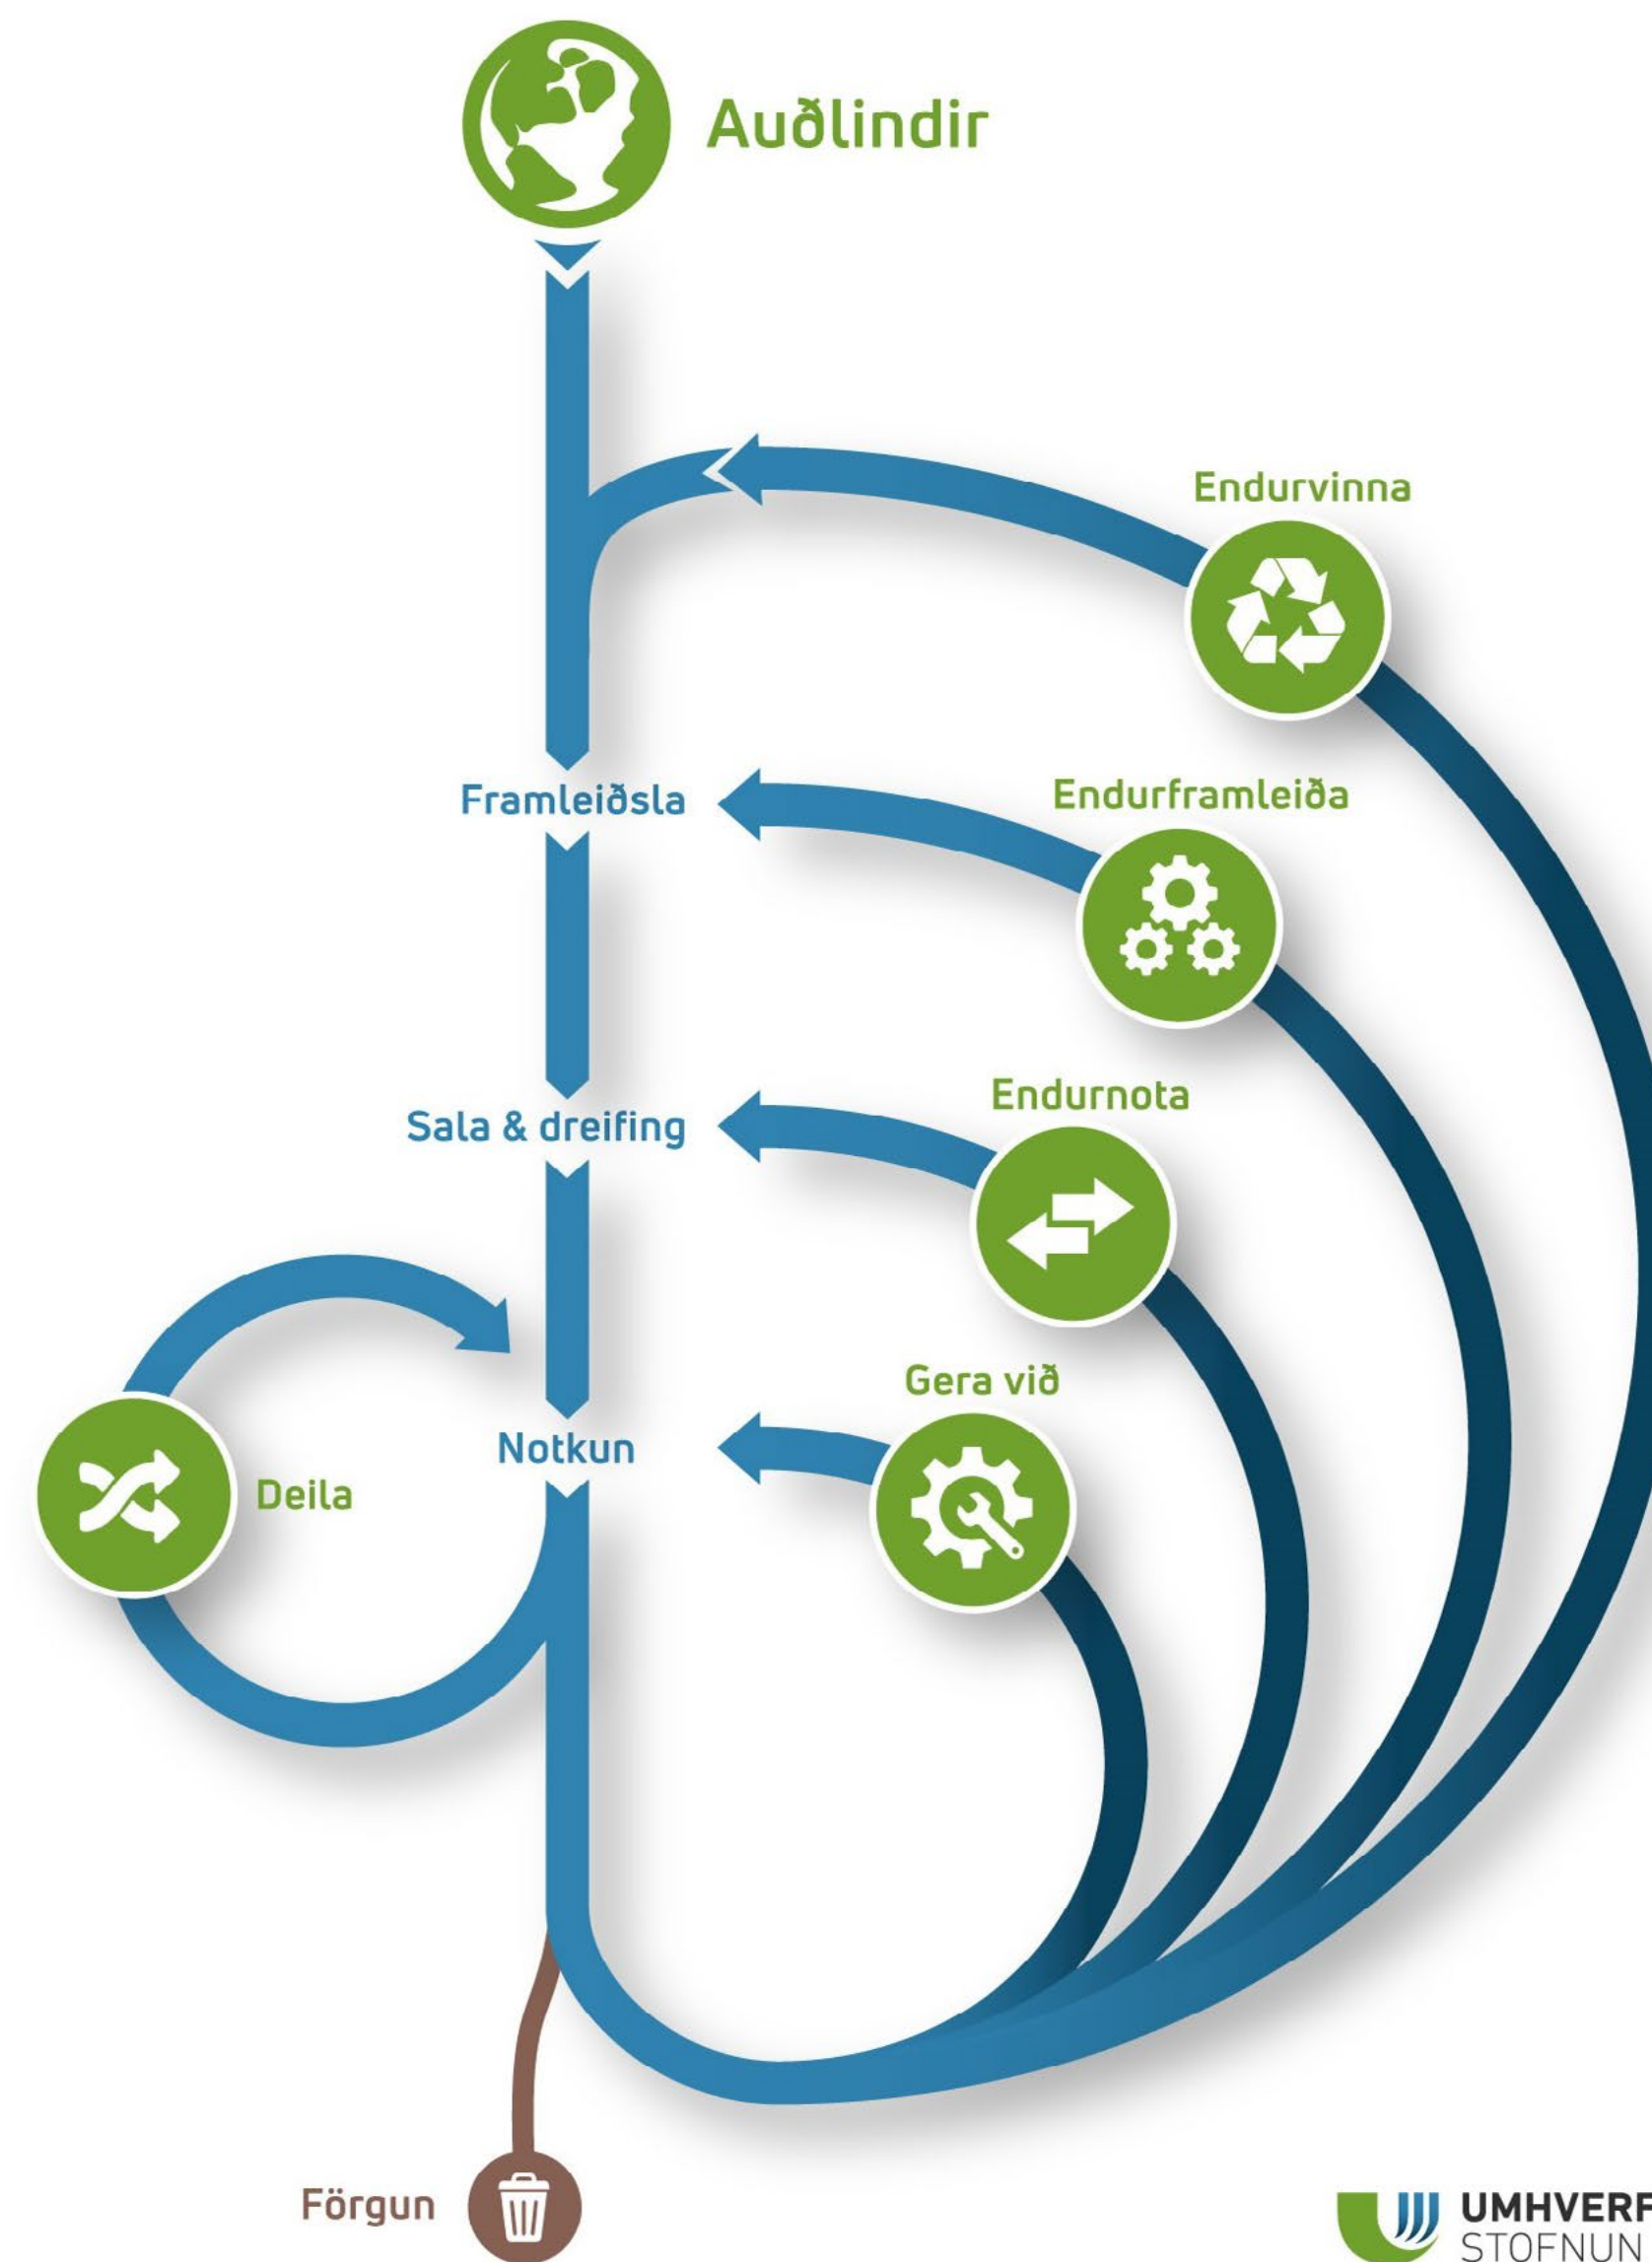 Auðlindir
Endurvinna
Framleiðsla
Endurframleiða
Sala & dreifing
Endurnota
Notkun
Gera við
Deila
Förgun
UMHVERF
STOFNUN